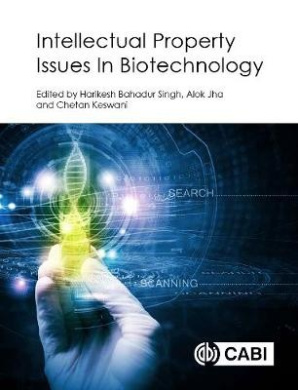 Intellectual Property
Issues In Biotechnology
Edited by Harikesh Bahadur Singh, Alok Jha
and Chetan Keswani
SEARCH
SCANNING
CABI